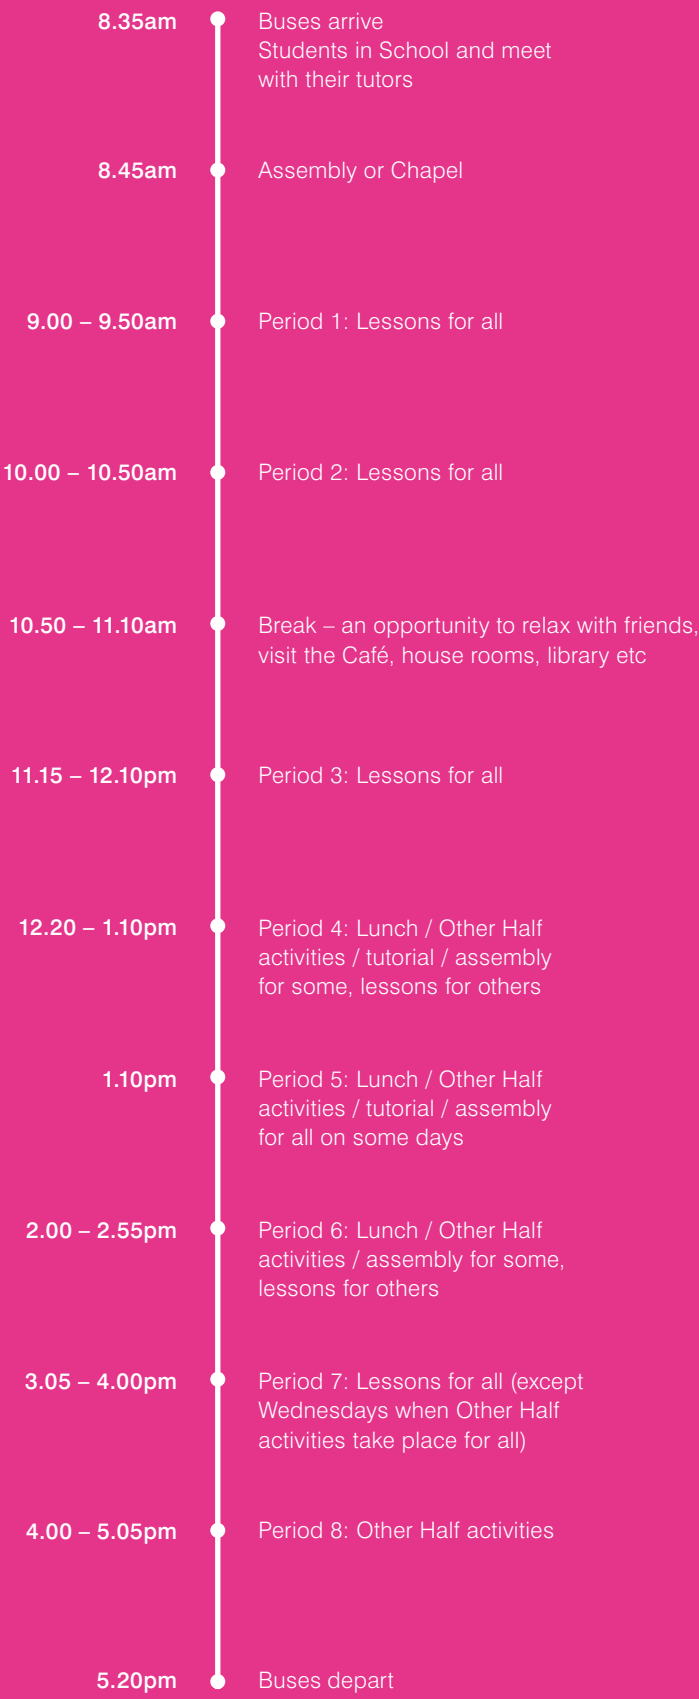 8.35am Buses arrive
Students in School and meet
with their tutors
8.45am Assembly or Chapel
9.00 – 9.50am Period 1: Lessons for all
10.00 – 10.50am Period 2: Lessons for all
10.50 – 11.10am Break – an opportunity to relax with friends,
visit the Café, house rooms, library etc
11.15 – 12.10pm Period 3: Lessons for all
12.20 – 1.10pm Period 4: Lunch / Other Half
activities / tutorial / assembly
for some, lessons for others
1.10pm Period 5: Lunch / Other Half
activities / tutorial / assembly
for all on some days
2.00 – 2.55pm Period 6: Lunch / Other Half
activities / assembly for some,
lessons for others
3.05 – 4.00pm Period 7: Lessons for all (except
Wednesdays when Other Half
activities take place for all)
4.00 – 5.05pm Period 8: Other Half activities
5.20pm Buses depart